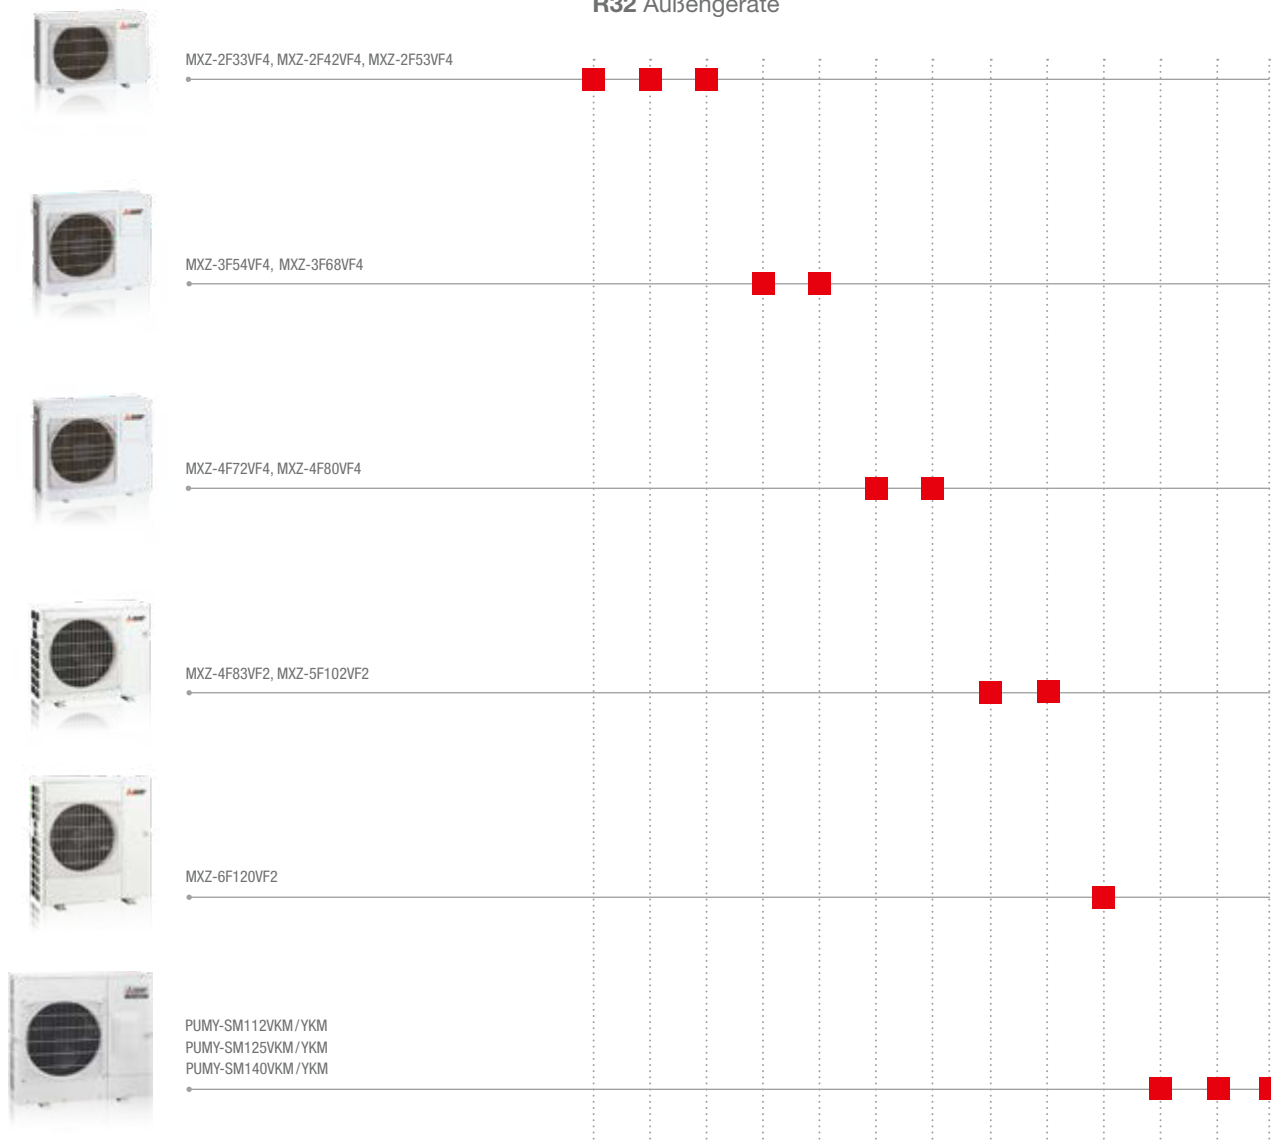 R32 Außengeräte
MXZ-2F33VF4, MXZ-2F42VF4, MXZ-2F53VF4
MXZ-3F54VF4, MXZ-3F68VF4
MXZ-4F72VF4, MXZ-4F80VF4
MXZ-4F83VF2, MXZ-5F102VF2
MXZ-6F120VF2
PUMY-SM112VKM/YKM
PUMY-SM125VKM/YKM
PUMY-SM140VKM/YKM